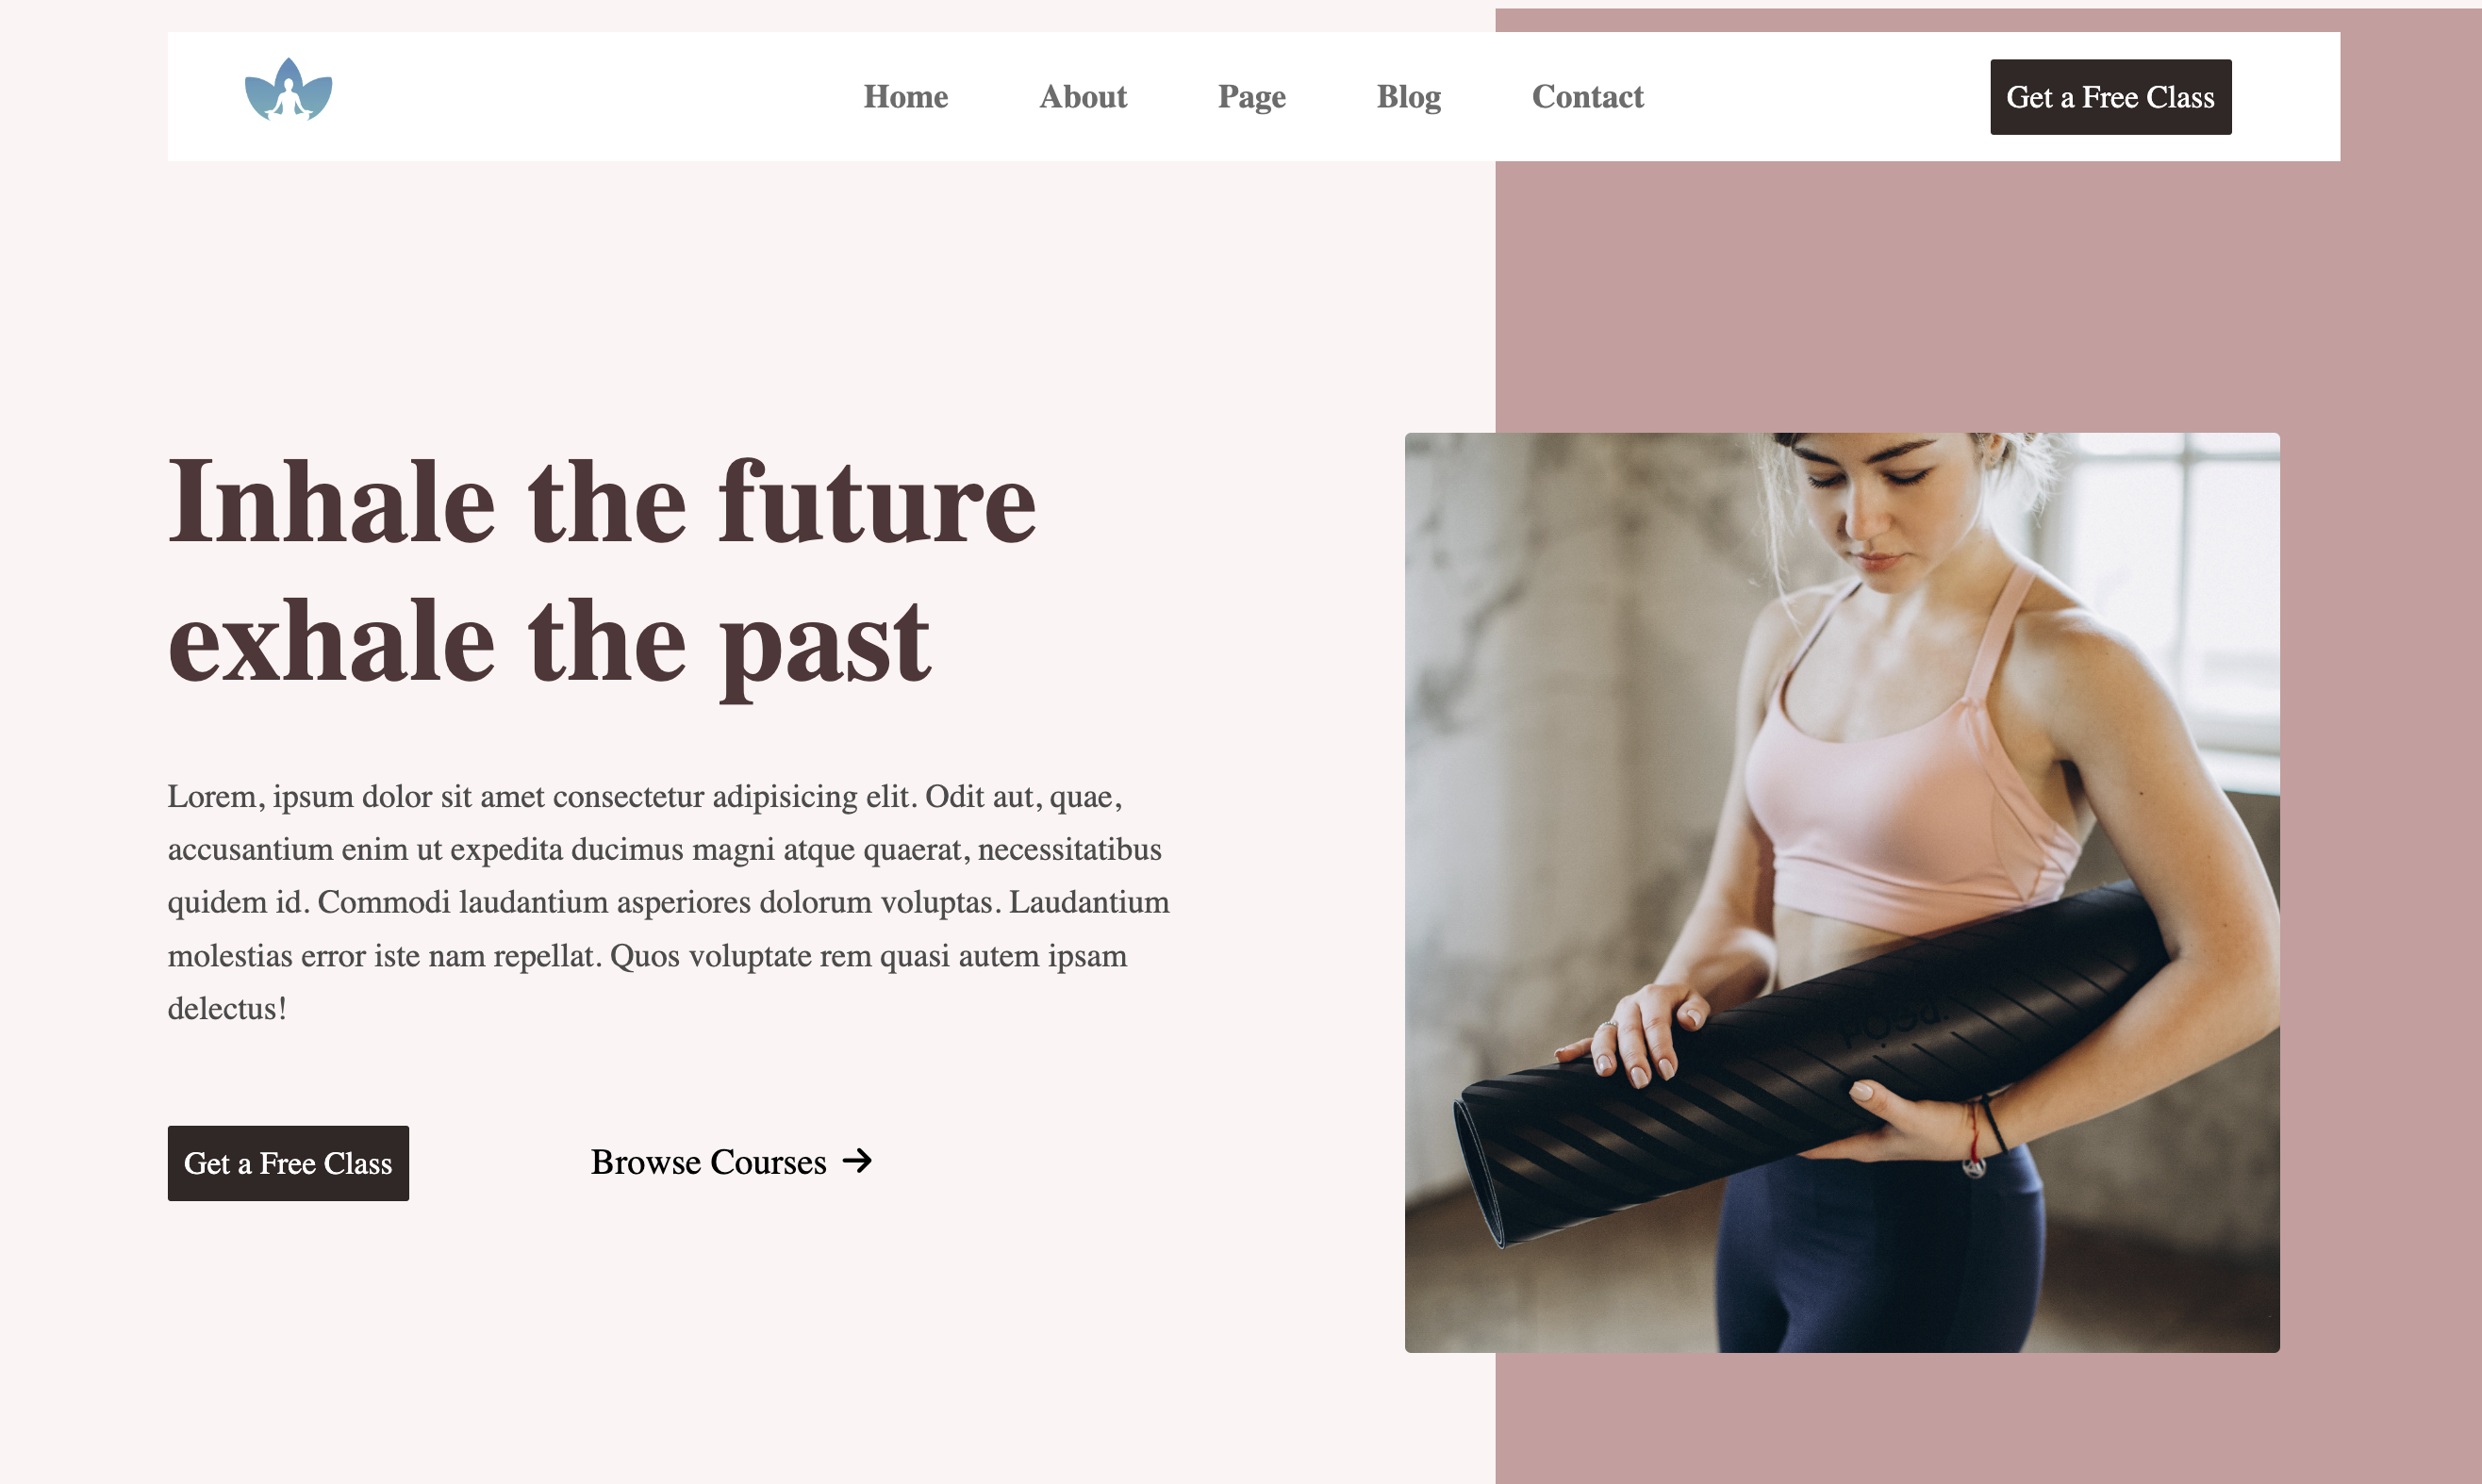 Home About Page Blog Contact Get a Free Class
Inhale the future
exhale the past
Lorem, ipsum dolor sit amet consectetur adipisicing elit. Odit aut, quae,
accusantium enim ut expedita ducimus magni atque quaerat, necessitatibus
quidem id. Commodi laudantium asperiores dolorum voluptas. Laudantium
molestias error iste nam repellat. Quos voluptate rem quasi autem ipsam
delectus!
Get a Free Class Browse Courses →